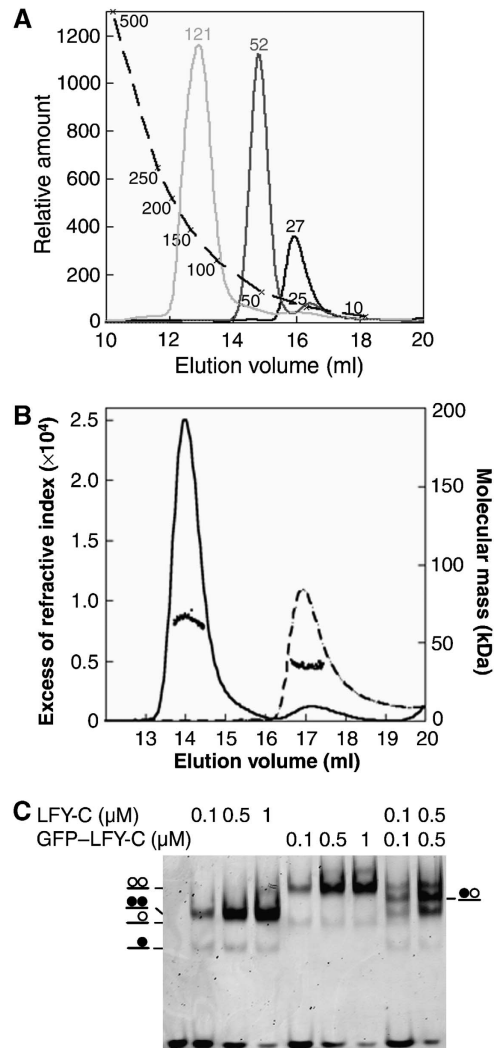 A
1200
1000
800
600
400
200
0
Relative amount
121
52
27
500
250
200
150
100
50
25
10
10 12 14 16 18 20
Elution volume (ml)
B
2.5
2.0
1.5
1.0
0.5
0
Excess of refractive index (×10⁴)
200
150
100
50
0
Molecular mass (kDa)
13 14 15 16 17 18 19 20
Elution volume (ml)
C
LFY-C (μM) 0.1 0.5 1 0.1 0.5
GFP–LFY-C (μM) 0.1 0.5 1 0.1 0.5